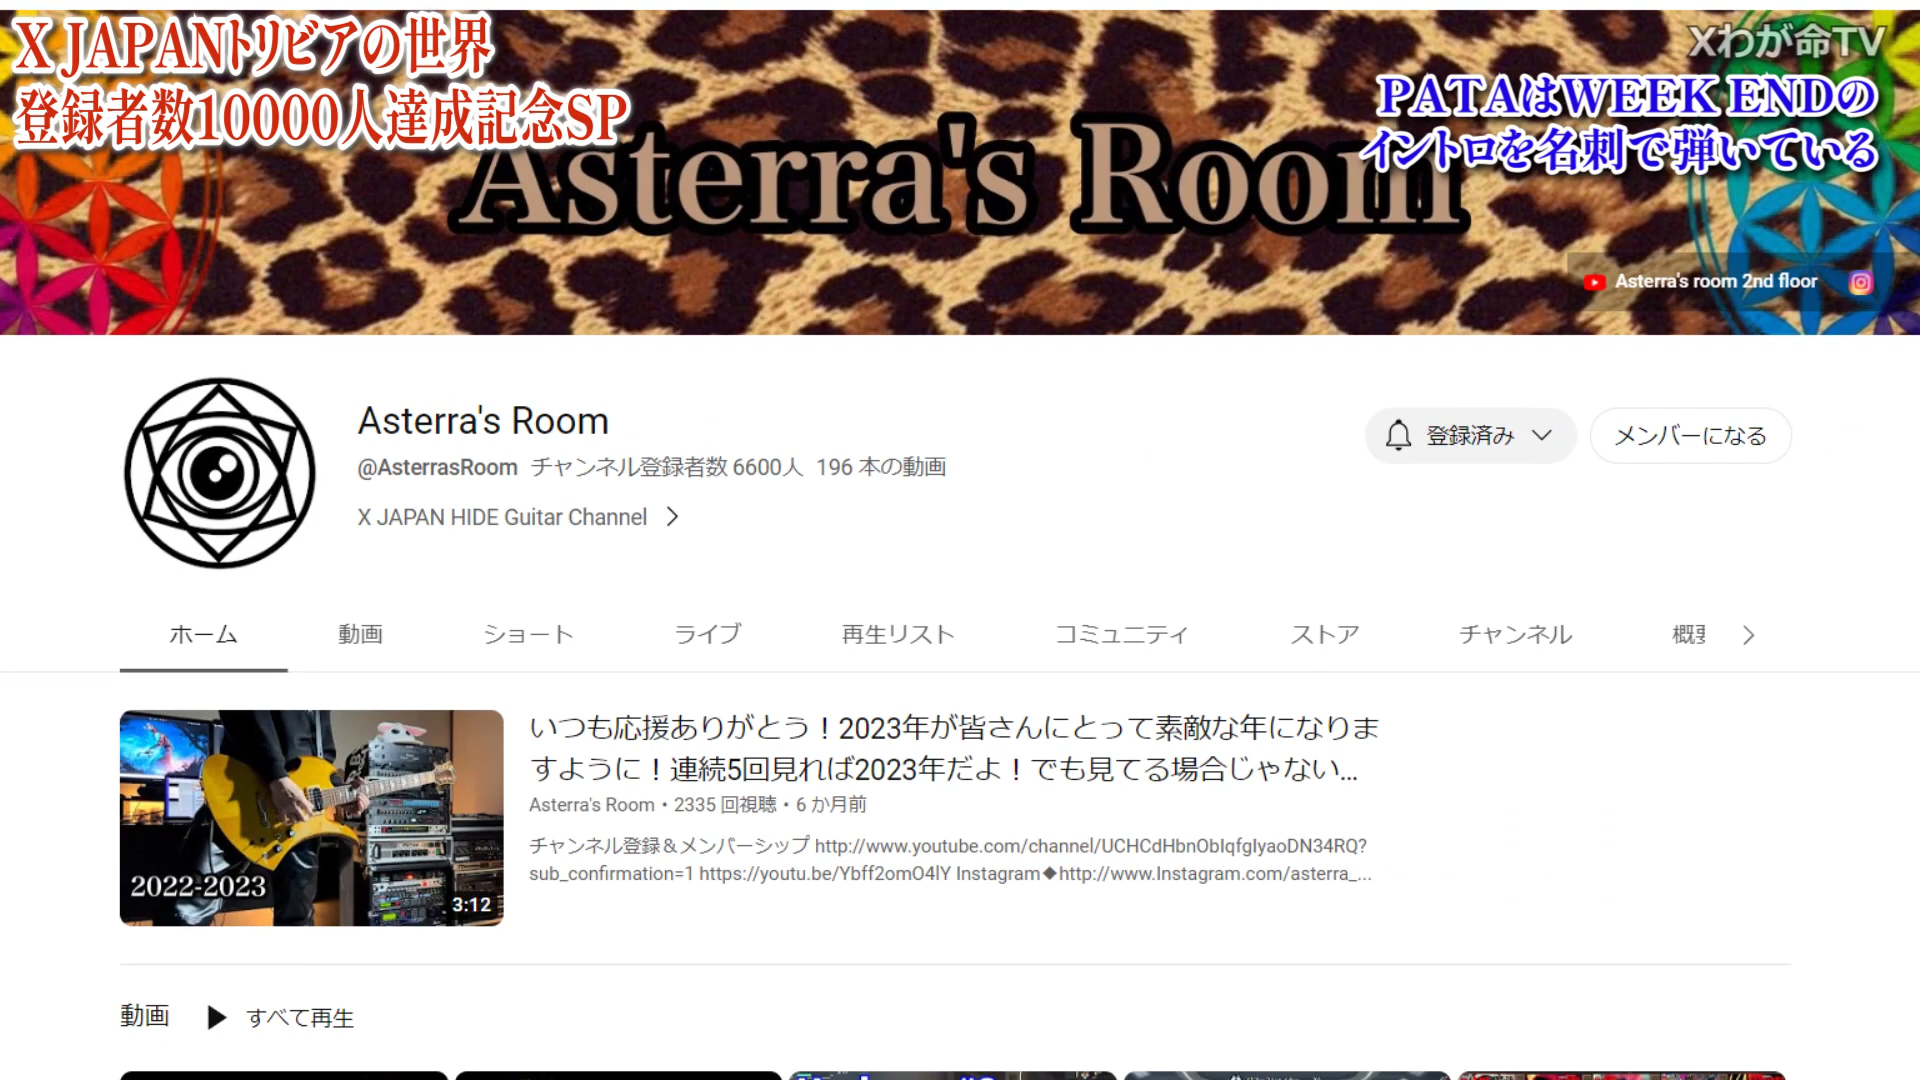 X JAPANトリビアの世界
登録者数10000人達成記念SP
Xわが命TV
PATAはWEEK ENDの
イントロを名刺で弾いている
Asterra's Room
Asterra's room 2nd floor
Asterra's Room
@AsterrasRoom チャンネル登録者数 6600人 196 本の動画
X JAPAN HIDE Guitar Channel
登録済み
メンバーになる
ホーム 動画 ショート ライブ 再生リスト コミュニティ ストア チャンネル 概要
2022-2023
3:12
いつも応援ありがとう！2023年が皆さんにとって素敵な年になりま
すように！連続5回見れば2023年だよ！でも見てる場合じゃない...
Asterra's Room・2335 回視聴・6 か月前
チャンネル登録＆メンバーシップ http://www.youtube.com/channel/UCHCdHbnObIqfgIyaoDN34RQ?
sub_confirmation=1 https://youtu.be/Ybff2omO4lY Instagram◆http://www.Instagram.com/asterra_...
動画 すべて再生